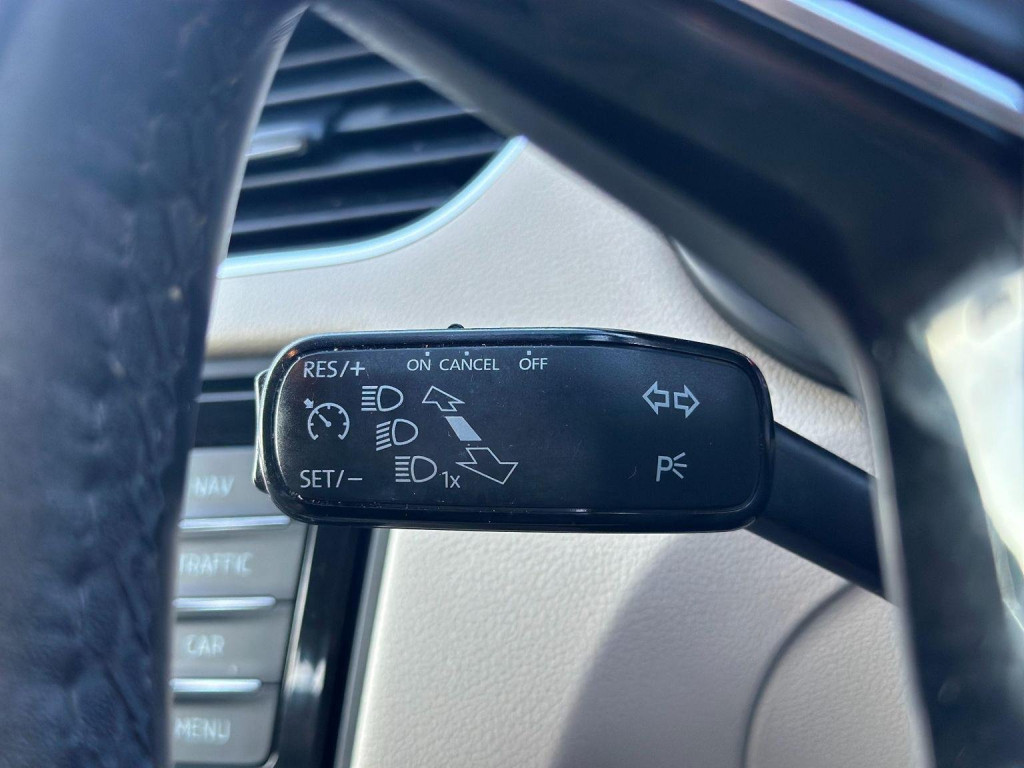 RES/+ ON CANCEL OFF
SET/− 1x P
NAV
TRAFFIC
CAR
MENU